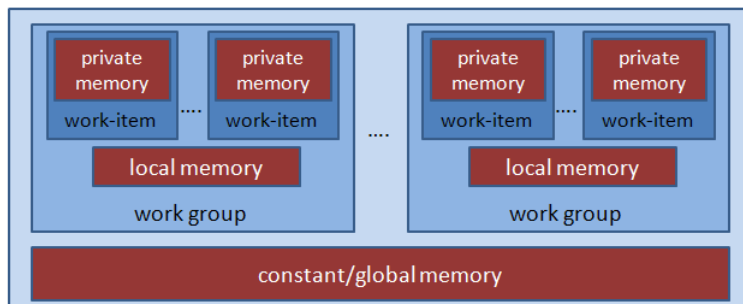 private memory
private memory
private memory
private memory
work-item
....
work-item
....
work-item
....
work-item
local memory
local memory
work group
work group
constant/global memory